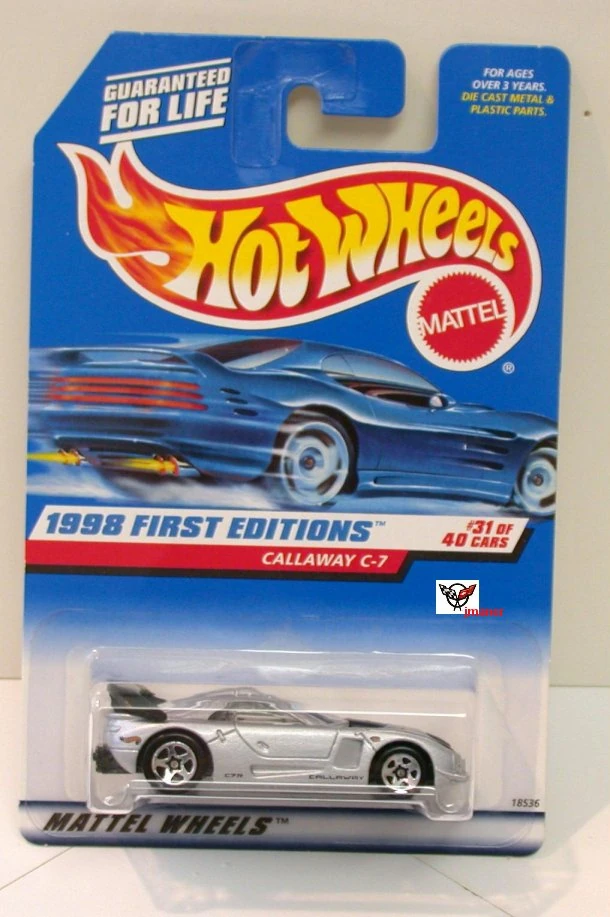 GUARANTEED
FOR LIFE
FOR AGES
OVER 3 YEARS.
DIE CAST METAL &
PLASTIC PARTS.
HOT WHEELS
MATTEL
®
1998 FIRST EDITIONS™
#31 OF
40 CARS
CALLAWAY C-7
C7R
CALLAWAY
18536
MATTEL WHEELS™